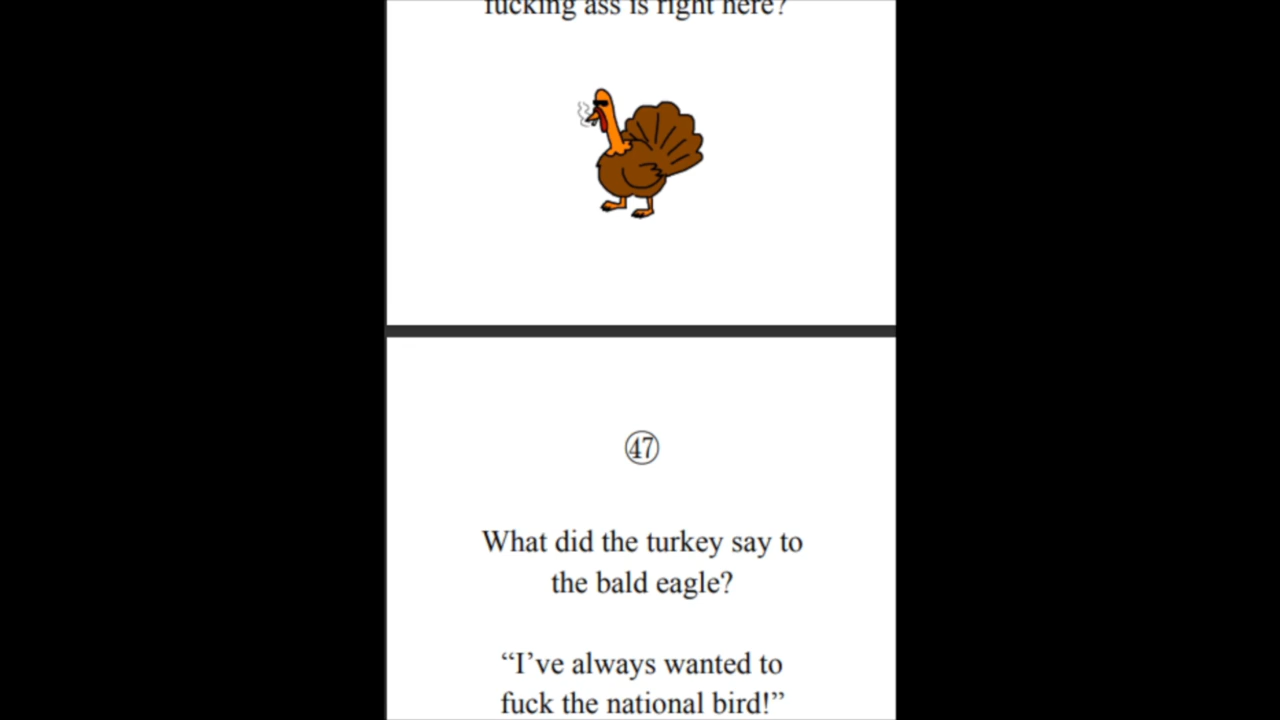 fucking ass is right here?
47
What did the turkey say to
the bald eagle?
“I’ve always wanted to
fuck the national bird!”